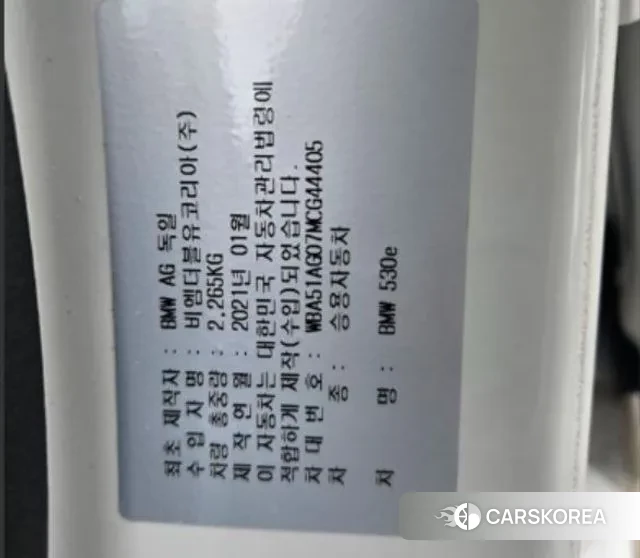 최초 제작자 : BMW AG 독일
수 입 자 명 : 비엠더블유코리아(주)
차량 총중량 : 2,265KG
제 작 연 월 : 2021년 01월
이 자동차는 대한민국 자동차관리법령에
적합하게 제작(수입)되었습니다.
차 대 번 호 : WBA51AG07MCG44405
차 종 : 승용자동차
차 명 : BMW 530e
CARSKOREA